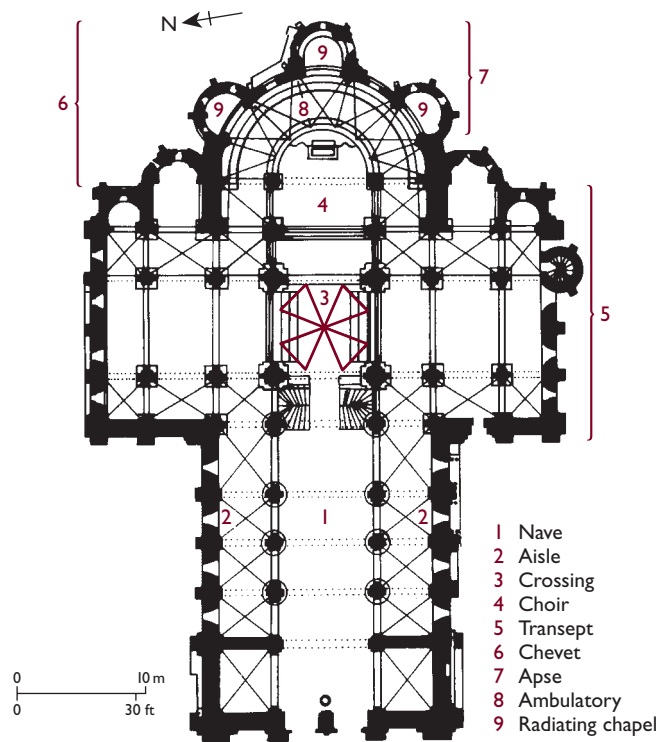 N
9
6
7
9
8
9
4
3
5
2
1
2
1 Nave
2 Aisle
3 Crossing
4 Choir
5 Transept
6 Chevet
7 Apse
8 Ambulatory
9 Radiating chapel
0 10 m
0 30 ft